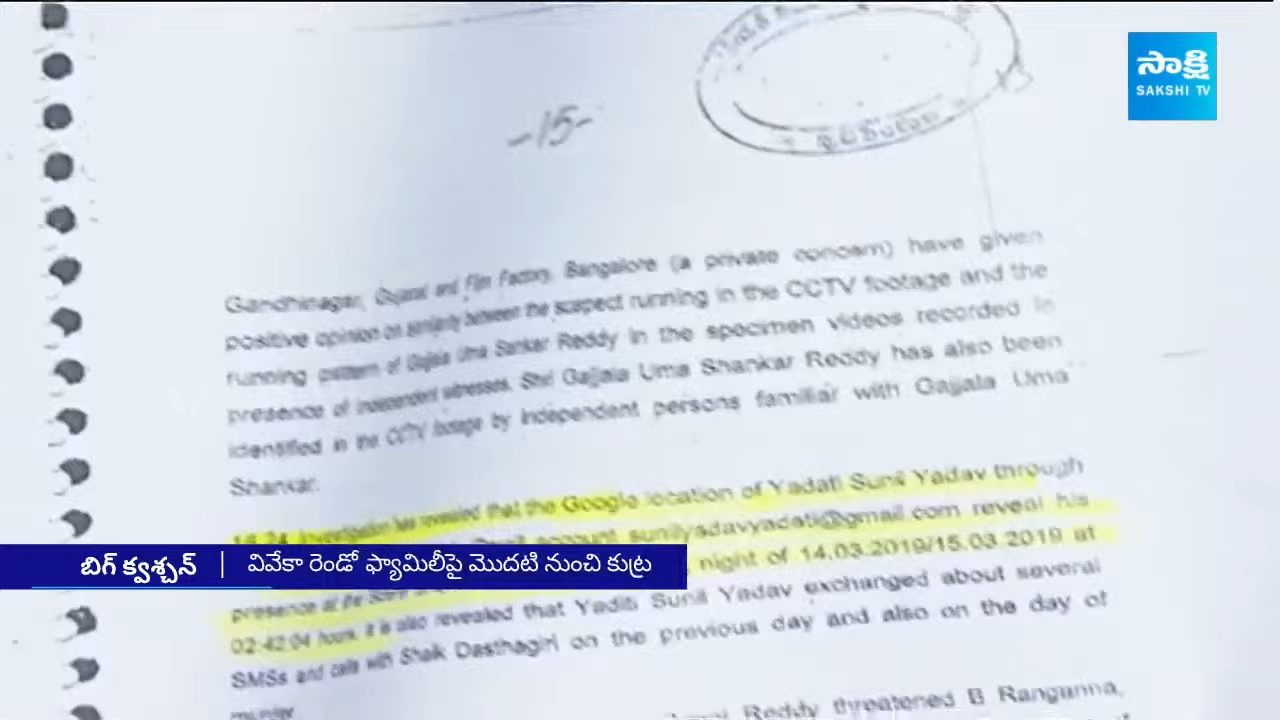 సాక్షి
SAKSHI TV
-15-
Gandhinagar, Gujarat and Film Factory, Bangalore (a private concern) have given
positive opinion on similarity between the suspect running in the CCTV footage and the
running pattern of Gajjala Uma Sankar Reddy in the specimen videos recorded in
presence of independent witnesses. Shri Gajjala Uma Shankar Reddy has also been
identified in the CCTV footage by independent persons familiar with Gajjala Uma
Shankar.
16.24 Investigation has revealed that the Google location of Yadati Sunil Yadav through
account sunilyadavyadati@gmail.com reveal his
presence at the night of 14.03.2019/15.03.2019 at
02:42:04 hours. It is also revealed that Yaditi Sunil Yadav exchanged about several
SMSs and calls with Shaik Dasthagiri on the previous day and also on the day of
murder.
Reddy threatened B Ranganna,
బిగ్ క్వశ్చన్ | వివేకా రెండో ఫ్యామిలీపై మొదటి నుంచి కుట్ర